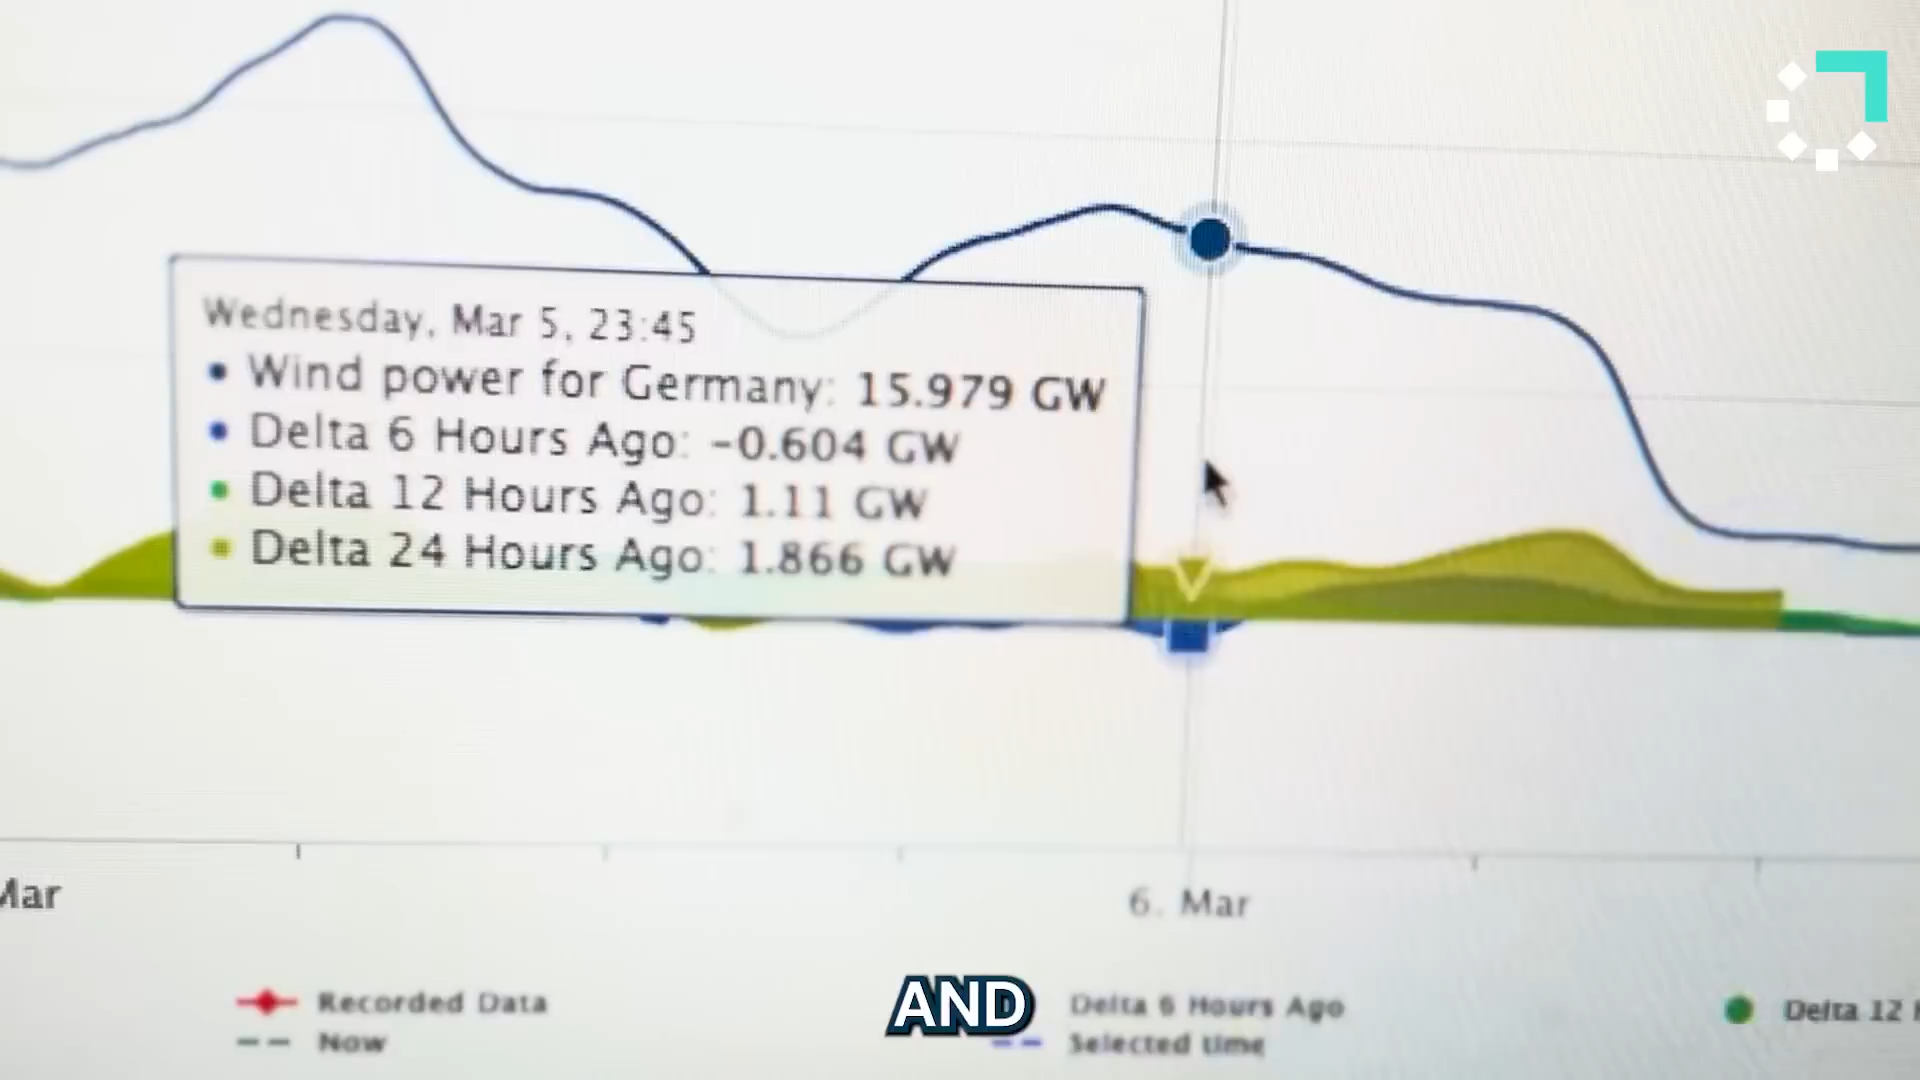 Wednesday, Mar 5, 23:45
• Wind power for Germany: 15.979 GW
• Delta 6 Hours Ago: -0.604 GW
• Delta 12 Hours Ago: 1.11 GW
• Delta 24 Hours Ago: 1.866 GW
Mar
6. Mar
Recorded Data
Delta 6 Hours Ago
Delta 12
Now
Selected time
AND